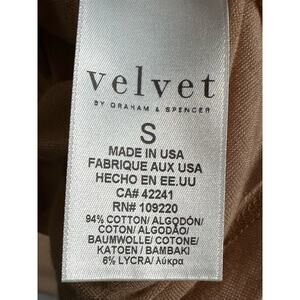 velvet
BY GRAHAM & SPENCER
S
MADE IN USA
FABRIQUE AUX USA
HECHO EN EE.UU
CA# 42241
RN# 109220
94% COTTON/ ALGODÓN/
COTON/ ALGODÃO/
BAUMWOLLE/ COTONE/
KATOEN / BAMBAKI
6% LYCRA/ λύκρα